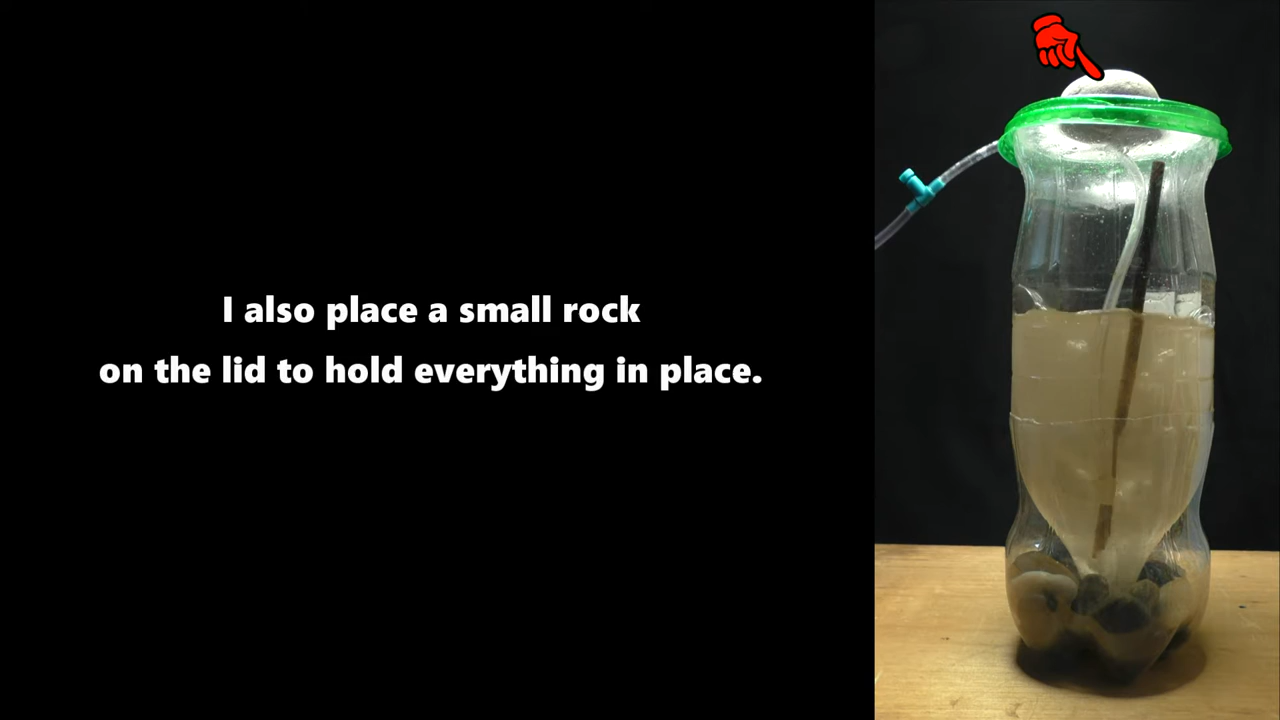 I also place a small rock
on the lid to hold everything in place.